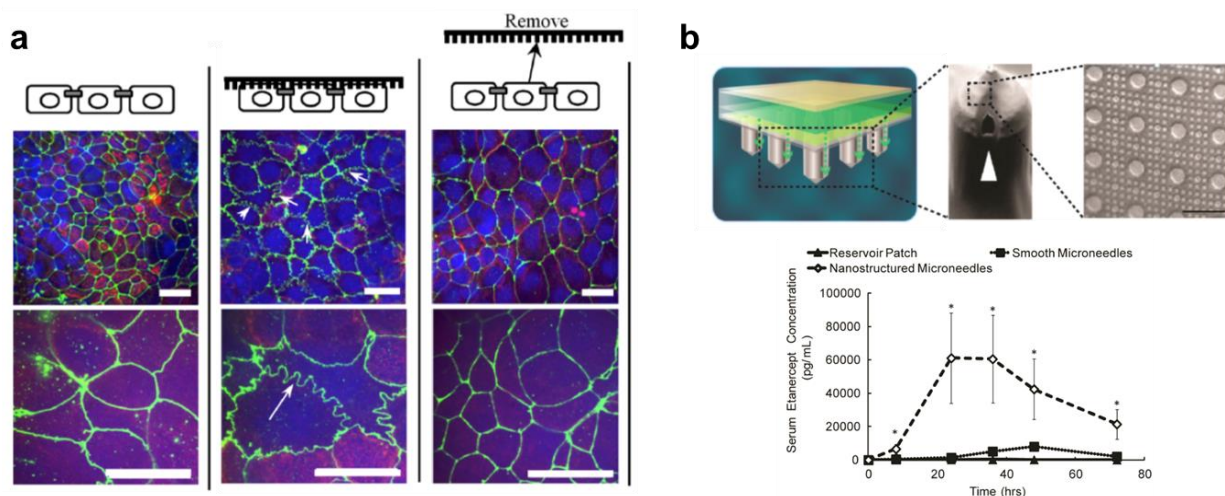 a
Remove
b
Reservoir Patch
Smooth Microneedles
Nanostructured Microneedles
Serum Etanercept Concentration
(pg/mL)
100000
80000
60000
40000
20000
0
* * * * *
0 20 40 60 80
Time (hrs)